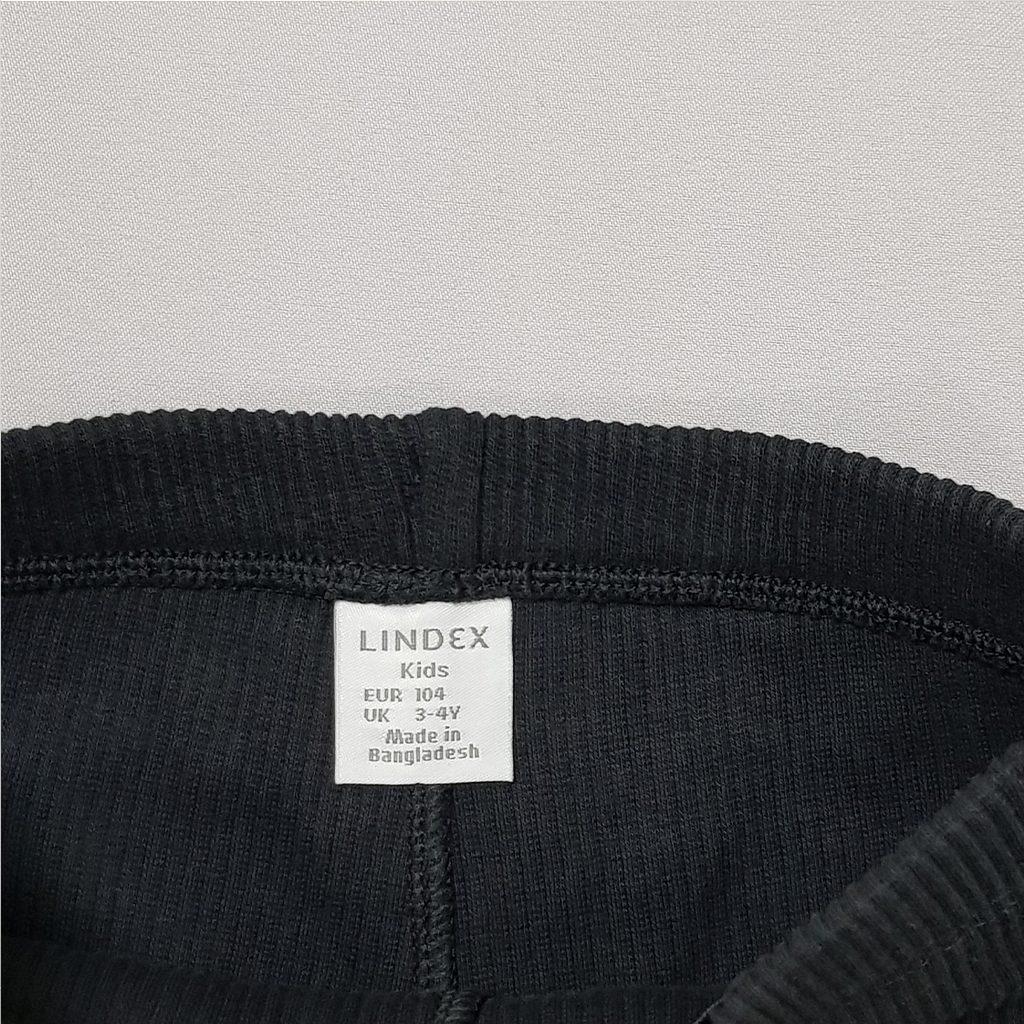 LINDEX
Kids
EUR 104
UK 3-4Y
Made in
Bangladesh